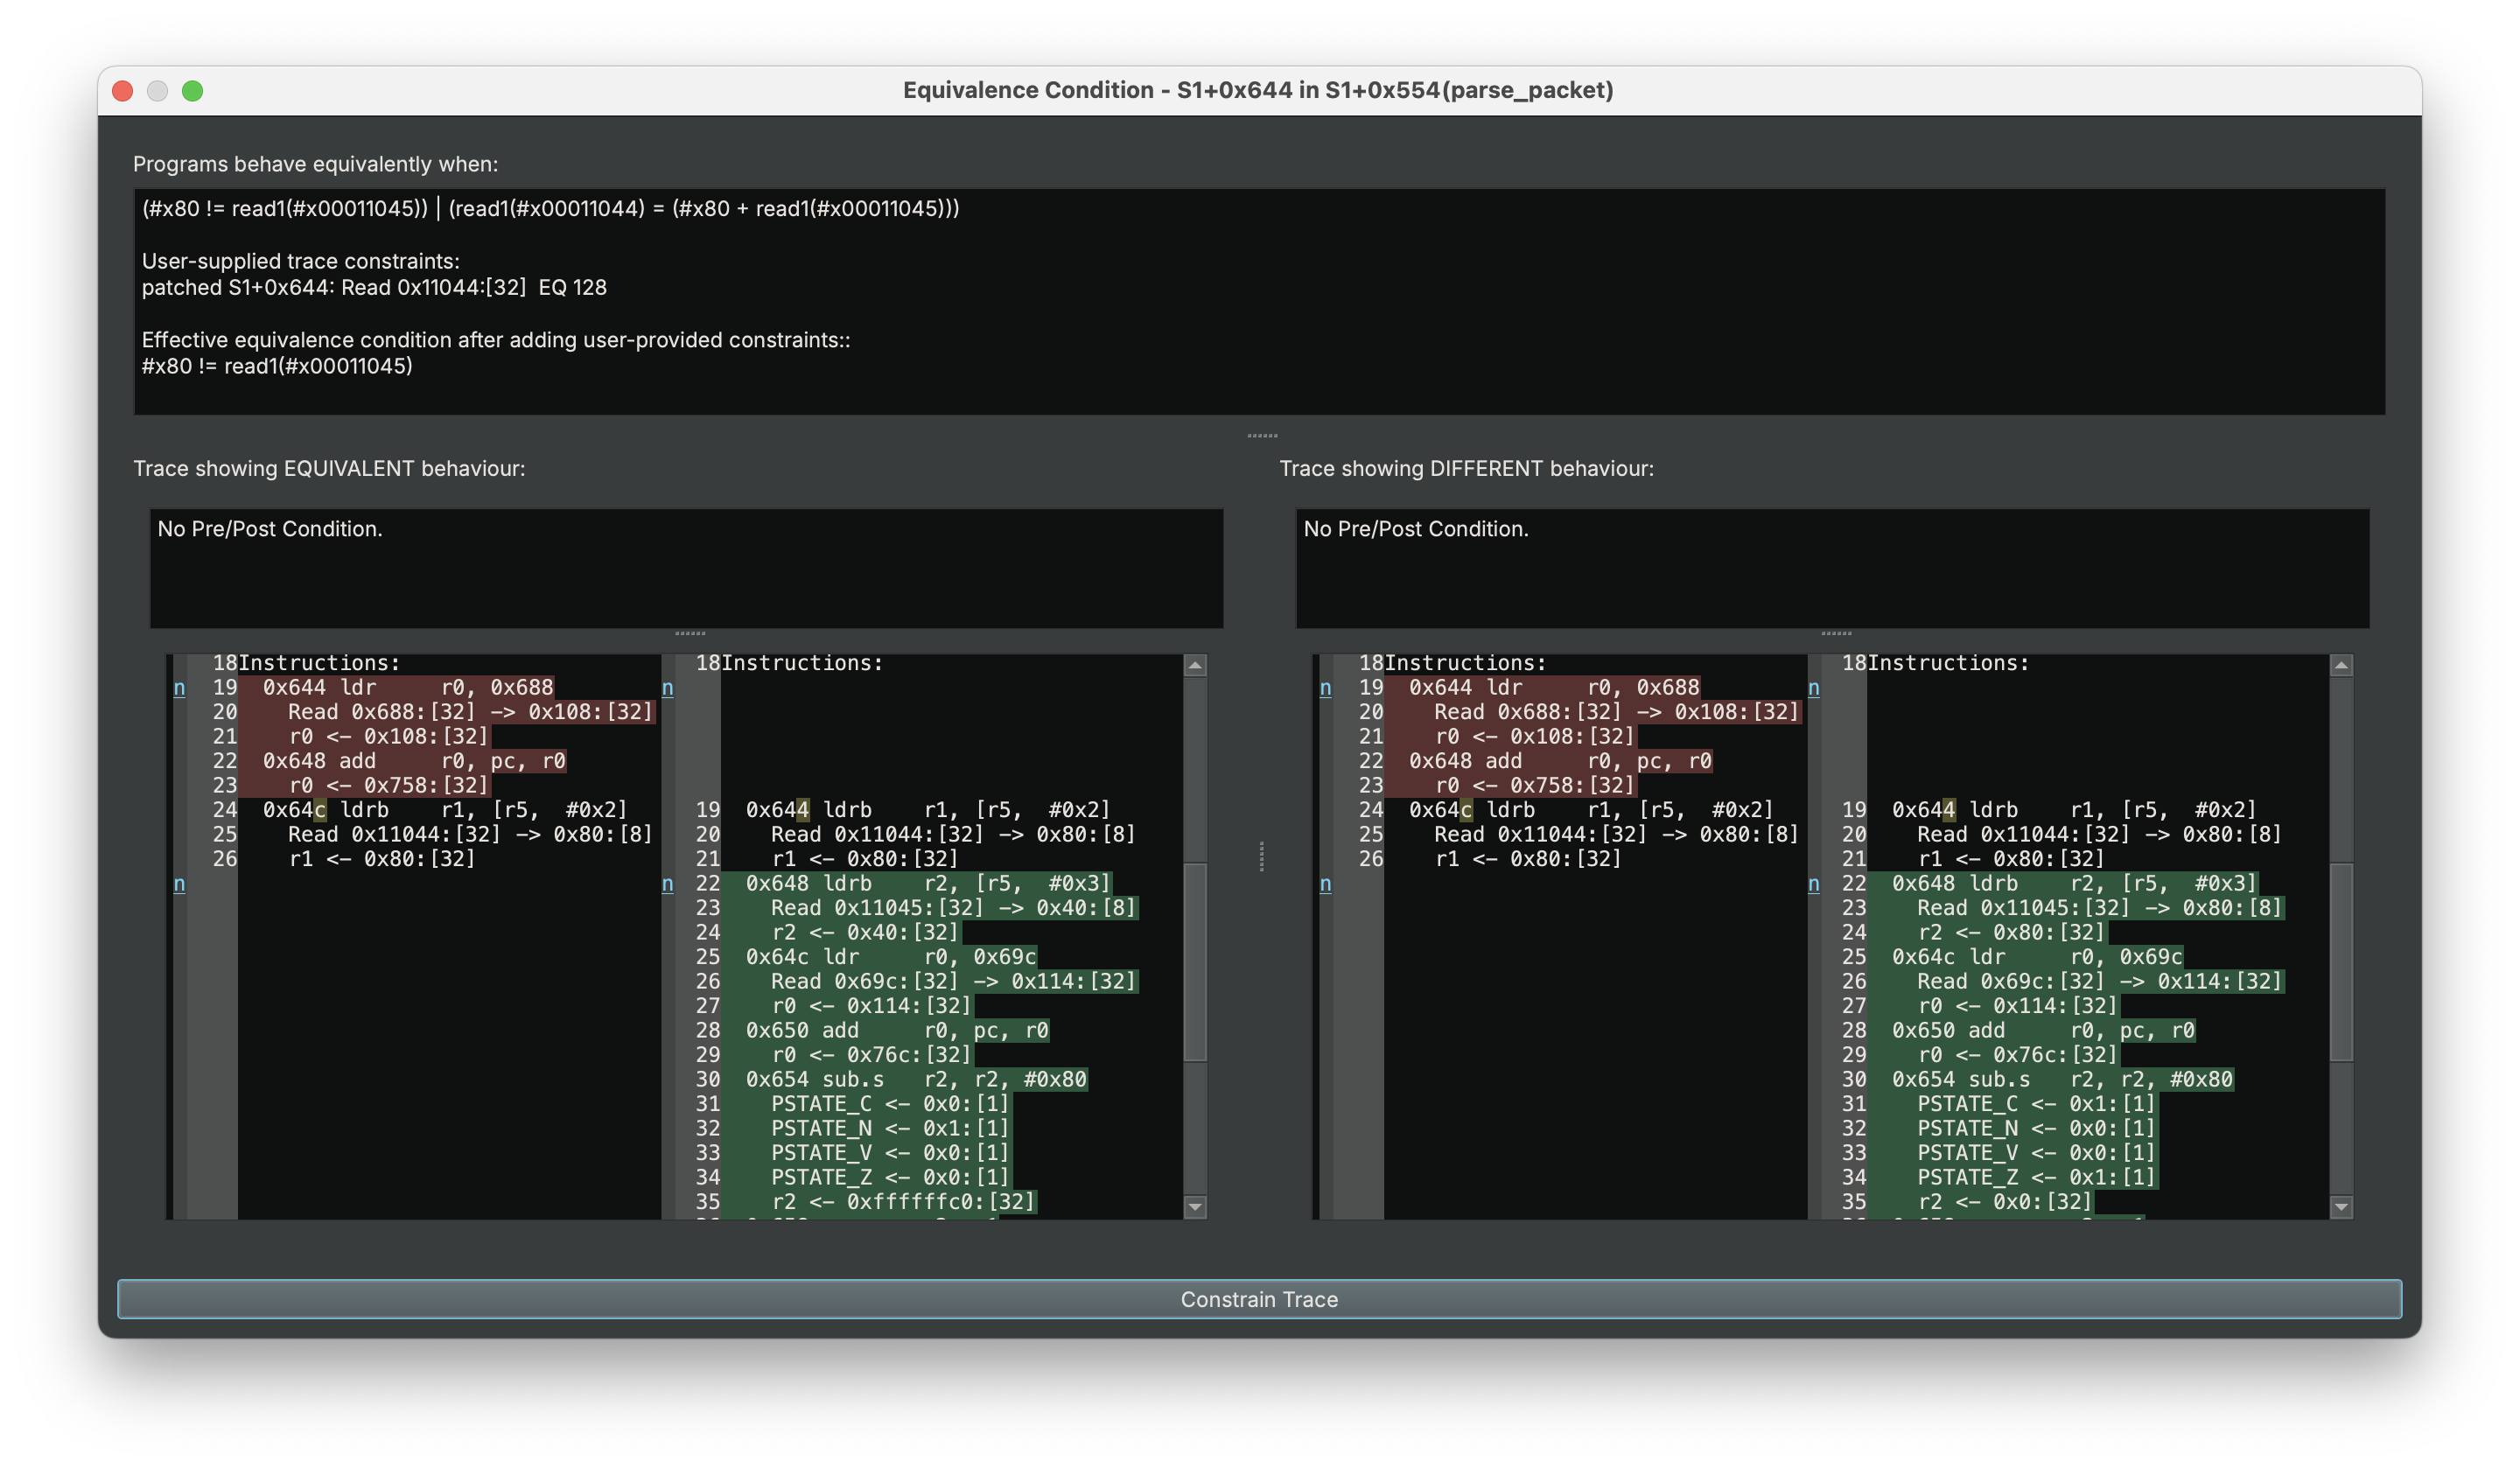 Equivalence Condition - S1+0x644 in S1+0x554(parse_packet)
Programs behave equivalently when:
(#x80 != read1(#x00011045)) | (read1(#x00011044) = (#x80 + read1(#x00011045)))
User-supplied trace constraints:
patched S1+0x644: Read 0x11044:[32]  EQ 128
Effective equivalence condition after adding user-provided constraints::
#x80 != read1(#x00011045)
Trace showing EQUIVALENT behaviour:
No Pre/Post Condition.
18Instructions:
n 19 0x644 ldr r0, 0x688
20 Read 0x688:[32] -> 0x108:[32]
21 r0 <- 0x108:[32]
22 0x648 add r0, pc, r0
23 r0 <- 0x758:[32]
24 0x64c ldrb r1, [r5, #0x2]
25 Read 0x11044:[32] -> 0x80:[8]
26 r1 <- 0x80:[32]
n
18Instructions:
n
19 0x644 ldrb r1, [r5, #0x2]
20 Read 0x11044:[32] -> 0x80:[8]
21 r1 <- 0x80:[32]
n 22 0x648 ldrb r2, [r5, #0x3]
23 Read 0x11045:[32] -> 0x40:[8]
24 r2 <- 0x40:[32]
25 0x64c ldr r0, 0x69c
26 Read 0x69c:[32] -> 0x114:[32]
27 r0 <- 0x114:[32]
28 0x650 add r0, pc, r0
29 r0 <- 0x76c:[32]
30 0x654 sub.s r2, r2, #0x80
31 PSTATE_C <- 0x0:[1]
32 PSTATE_N <- 0x1:[1]
33 PSTATE_V <- 0x0:[1]
34 PSTATE_Z <- 0x0:[1]
35 r2 <- 0xffffffc0:[32]
Trace showing DIFFERENT behaviour:
No Pre/Post Condition.
18Instructions:
n 19 0x644 ldr r0, 0x688
20 Read 0x688:[32] -> 0x108:[32]
21 r0 <- 0x108:[32]
22 0x648 add r0, pc, r0
23 r0 <- 0x758:[32]
24 0x64c ldrb r1, [r5, #0x2]
25 Read 0x11044:[32] -> 0x80:[8]
26 r1 <- 0x80:[32]
n
18Instructions:
n
19 0x644 ldrb r1, [r5, #0x2]
20 Read 0x11044:[32] -> 0x80:[8]
21 r1 <- 0x80:[32]
n 22 0x648 ldrb r2, [r5, #0x3]
23 Read 0x11045:[32] -> 0x80:[8]
24 r2 <- 0x80:[32]
25 0x64c ldr r0, 0x69c
26 Read 0x69c:[32] -> 0x114:[32]
27 r0 <- 0x114:[32]
28 0x650 add r0, pc, r0
29 r0 <- 0x76c:[32]
30 0x654 sub.s r2, r2, #0x80
31 PSTATE_C <- 0x1:[1]
32 PSTATE_N <- 0x0:[1]
33 PSTATE_V <- 0x0:[1]
34 PSTATE_Z <- 0x1:[1]
35 r2 <- 0x0:[32]
Constrain Trace